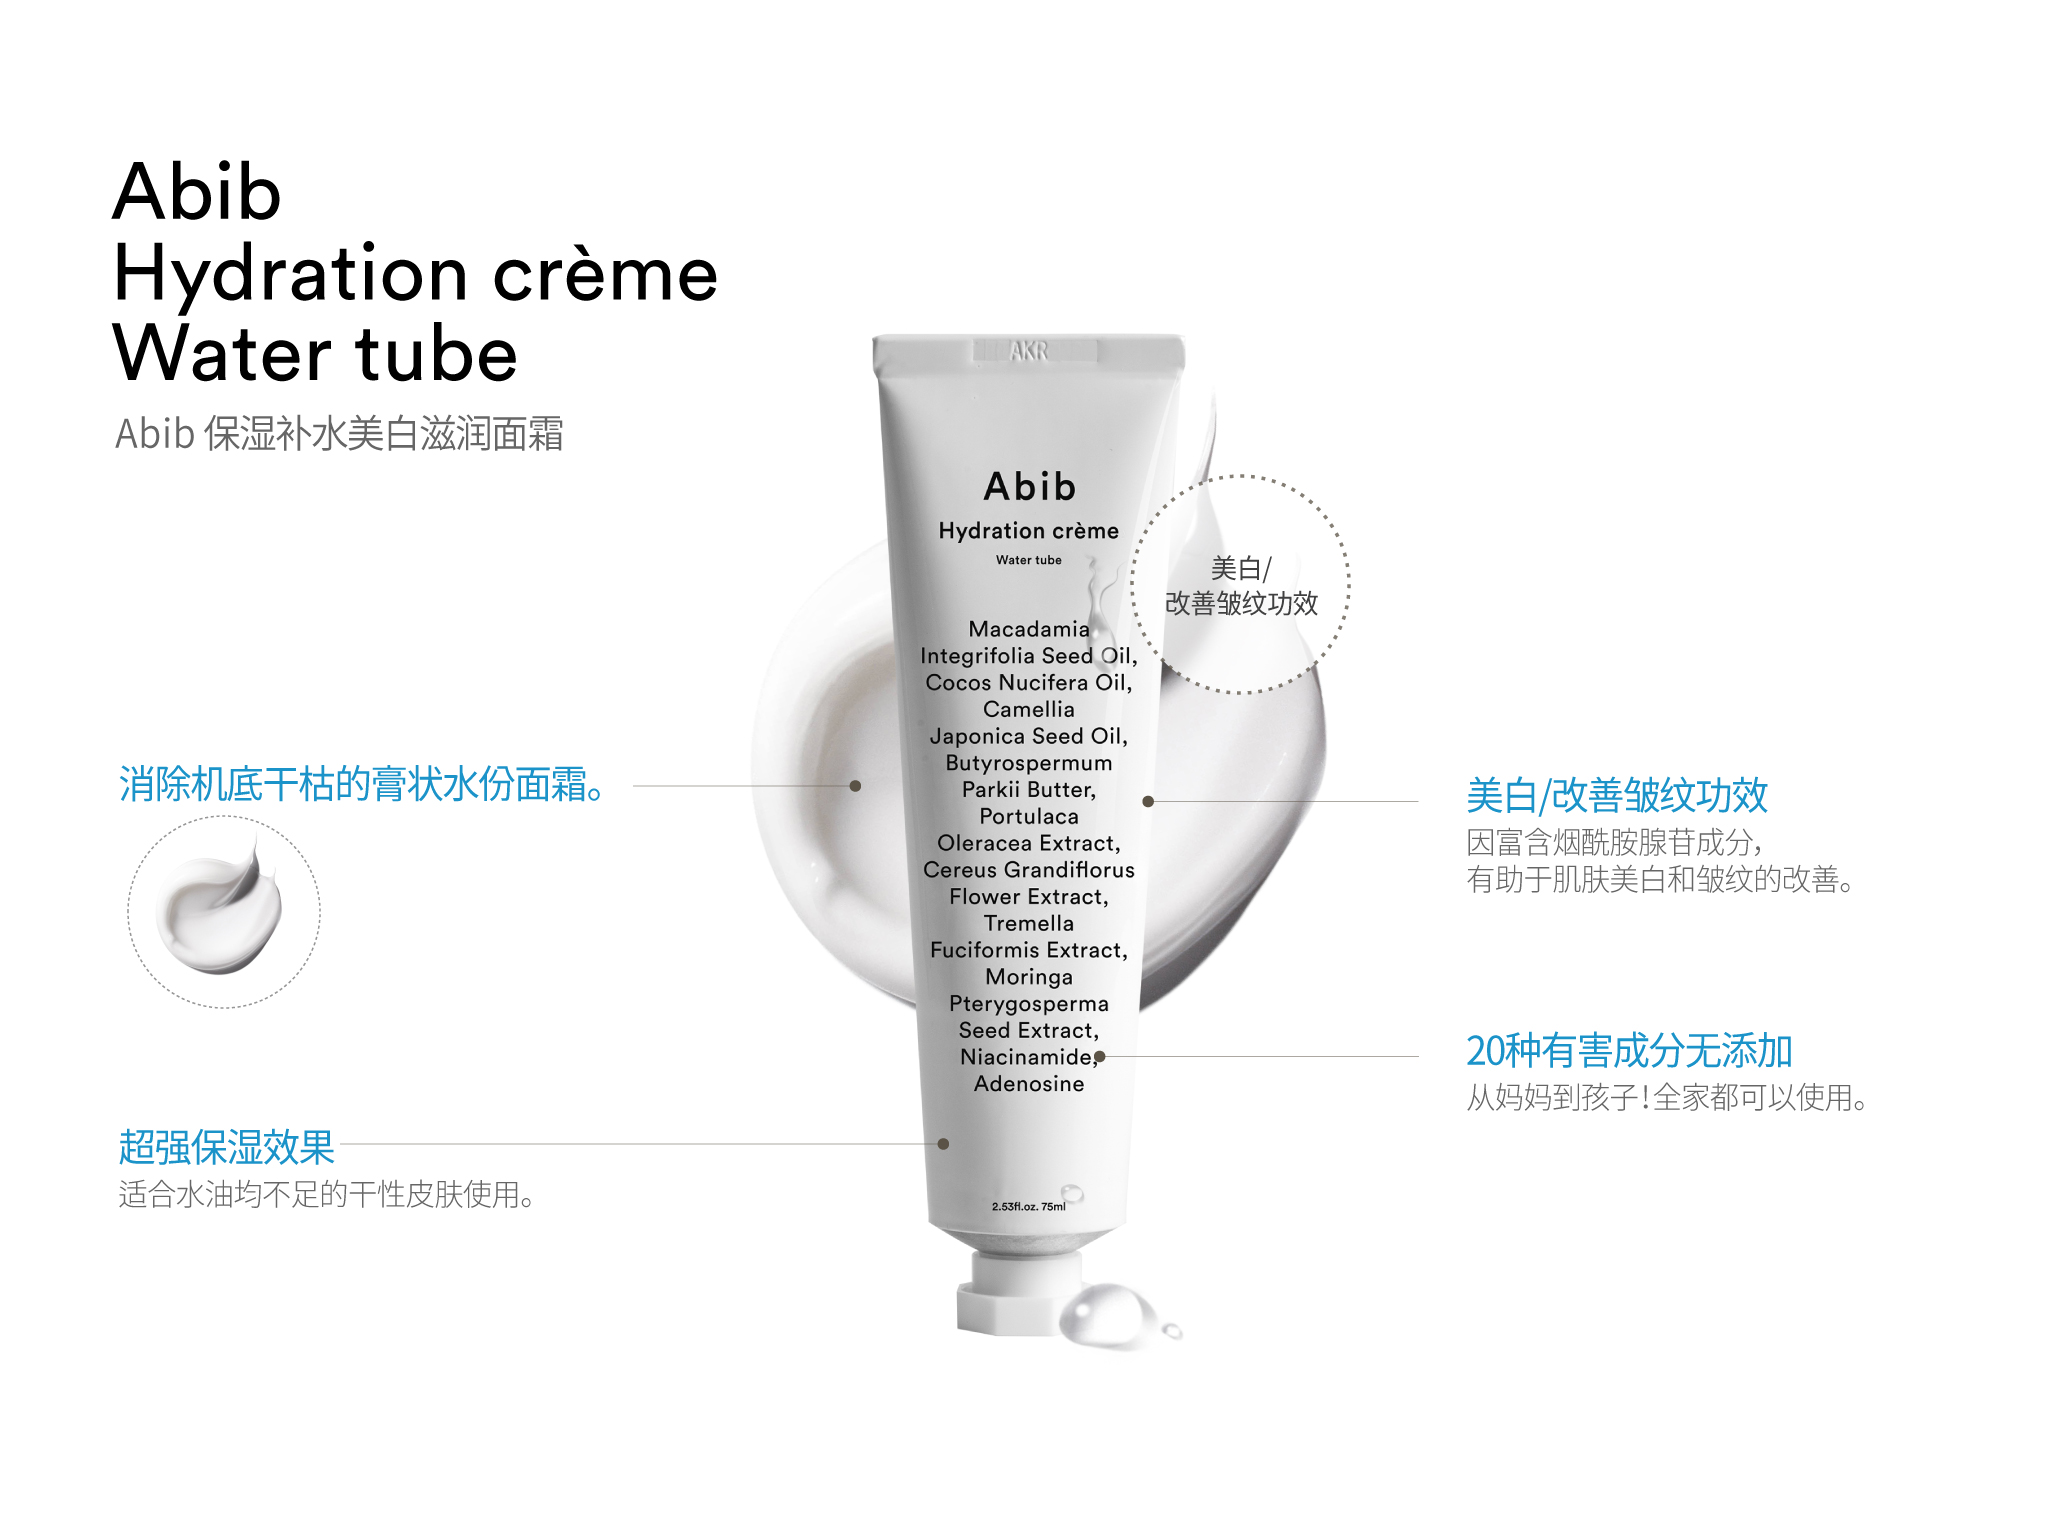 Abib
Hydration crème
Water tube
Abib 保湿补水美白滋润面霜
AKR
Abib
Hydration crème
Water tube
美白/
改善皱纹功效
Macadamia
Integrifolia Seed Oil,
Cocos Nucifera Oil,
Camellia
Japonica Seed Oil,
Butyrospermum
Parkii Butter,
Portulaca
Oleracea Extract,
Cereus Grandiflorus
Flower Extract,
Tremella
Fuciformis Extract,
Moringa
Pterygosperma
Seed Extract,
Niacinamide,
Adenosine
2.53fl.oz. 75ml
消除机底干枯的膏状水份面霜。
超强保湿效果
适合水油均不足的干性皮肤使用。
美白/改善皱纹功效
因富含烟酰胺腺苷成分，
有助于肌肤美白和皱纹的改善。
20种有害成分无添加
从妈妈到孩子！全家都可以使用。